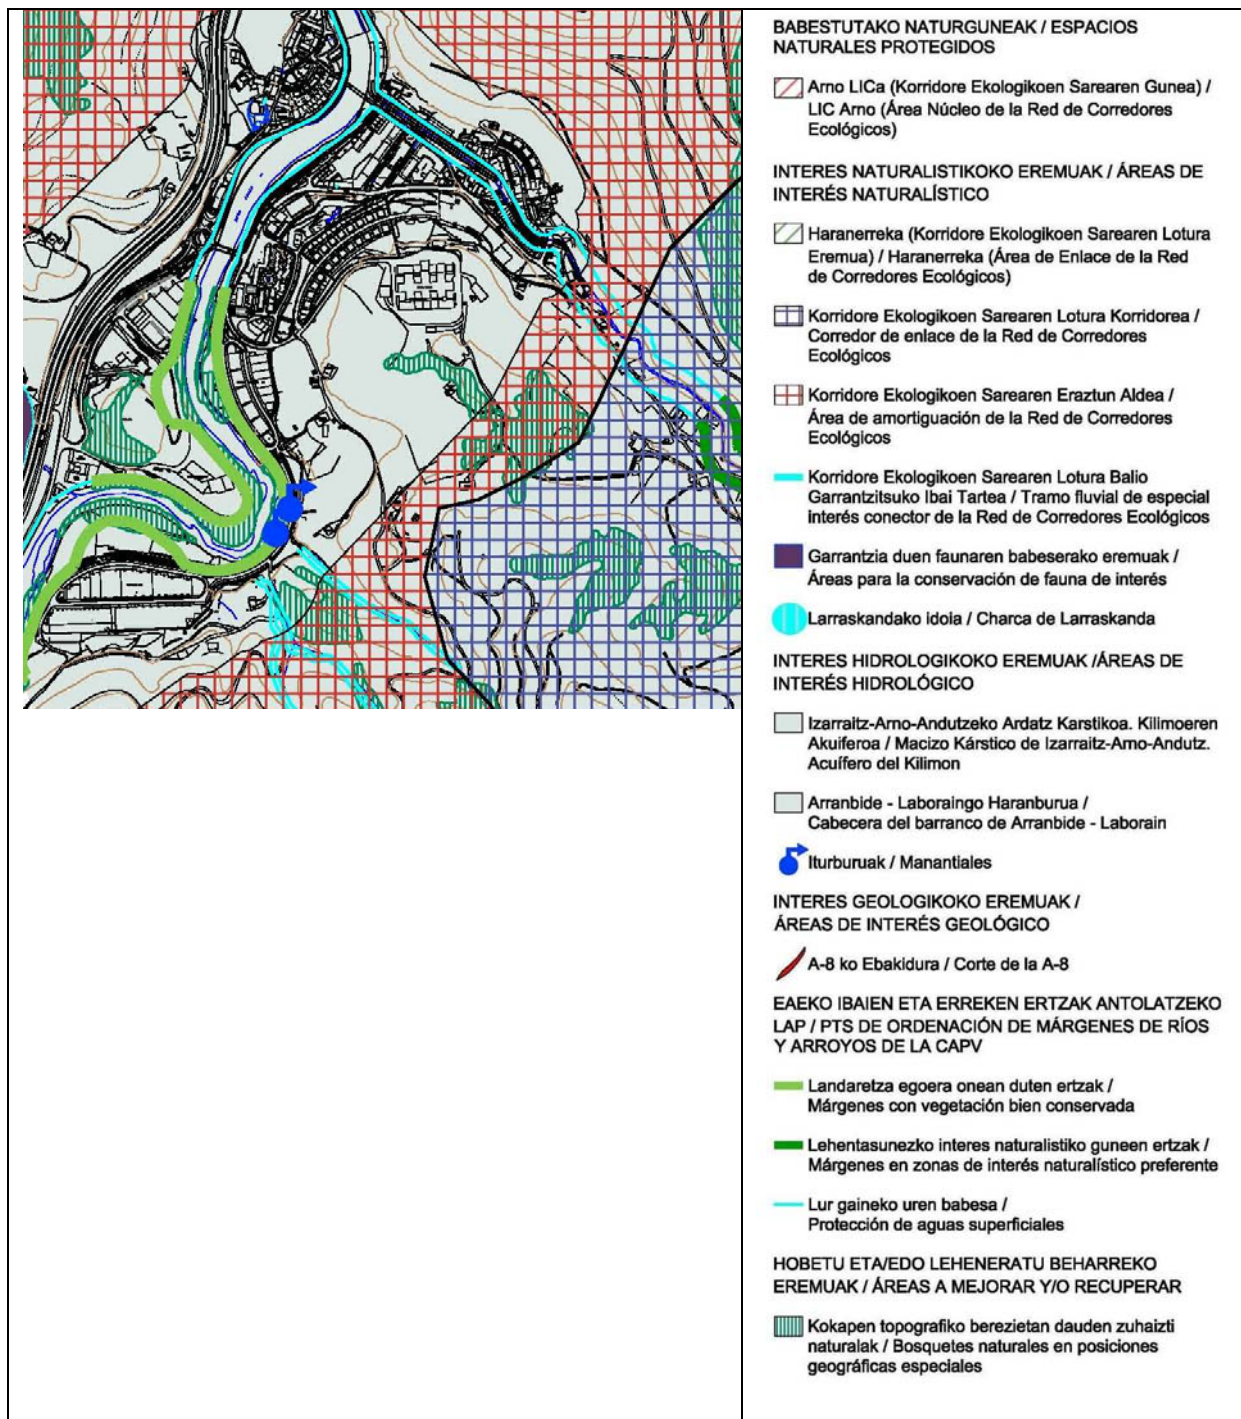 BABESTUTAKO NATURGUNEAK / ESPACIOS
NATURALES PROTEGIDOS
Arno LICa (Korridore Ekologikoen Sarearen Gunea) /
LIC Arno (Área Núcleo de la Red de Corredores
Ecológicos)
INTERES NATURALISTIKOKO EREMUAK / ÁREAS DE
INTERÉS NATURALÍSTICO
Haranerreka (Korridore Ekologikoen Sarearen Lotura
Eremua) / Haranerreka (Área de Enlace de la Red
de Corredores Ecológicos)
Korridore Ekologikoen Sarearen Lotura Korridorea /
Corredor de enlace de la Red de Corredores
Ecológicos
Korridore Ekologikoen Sarearen Eraztun Aldea /
Área de amortiguación de la Red de Corredores
Ecológicos
Korridore Ekologikoen Sarearen Lotura Balio
Garrantzitsuko Ibai Tartea / Tramo fluvial de especial
interés conector de la Red de Corredores Ecológicos
Garrantzia duen faunaren babeserako eremuak /
Áreas para la conservación de fauna de interés
Larraskandako idoia / Charca de Larraskanda
INTERES HIDROLOGIKOKO EREMUAK /ÁREAS DE
INTERÉS HIDROLÓGICO
Izarraitz-Arno-Andutzeko Ardatz Karstikoa. Kilimoeren
Akuiferoa / Macizo Kárstico de Izarraitz-Arno-Andutz.
Acuífero del Kilimon
Arranbide - Laboraingo Haranburua /
Cabecera del barranco de Arranbide - Laborain
Iturburuak / Manantiales
INTERES GEOLOGIKOKO EREMUAK /
ÁREAS DE INTERÉS GEOLÓGICO
A-8 ko Ebakidura / Corte de la A-8
EAEKO IBAIEN ETA ERREKEN ERTZAK ANTOLATZEKO
LAP / PTS DE ORDENACIÓN DE MÁRGENES DE RÍOS
Y ARROYOS DE LA CAPV
Landaretza egoera onean duten ertzak /
Márgenes con vegetación bien conservada
Lehentasunezko interes naturalistiko guneen ertzak /
Márgenes en zonas de interés naturalístico preferente
Lur gaineko uren babesa /
Protección de aguas superficiales
HOBETU ETA/EDO LEHENERATU BEHARREKO
EREMUAK / ÁREAS A MEJORAR Y/O RECUPERAR
Kokapen topografiko berezietan dauden zuhaizti
naturalak / Bosquetes naturales en posiciones
geográficas especiales